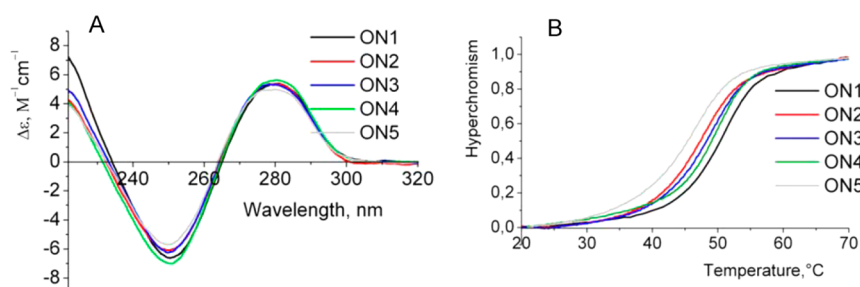 A
Δε, M⁻¹cm⁻¹
8
6
4
2
0
-2
-4
-6
-8
240
260
280
300
320
Wavelength, nm
ON1
ON2
ON3
ON4
ON5
B
Hyperchromism
1,0
0,8
0,6
0,4
0,2
0,0
20
30
40
50
60
70
Temperature,°C
ON1
ON2
ON3
ON4
ON5